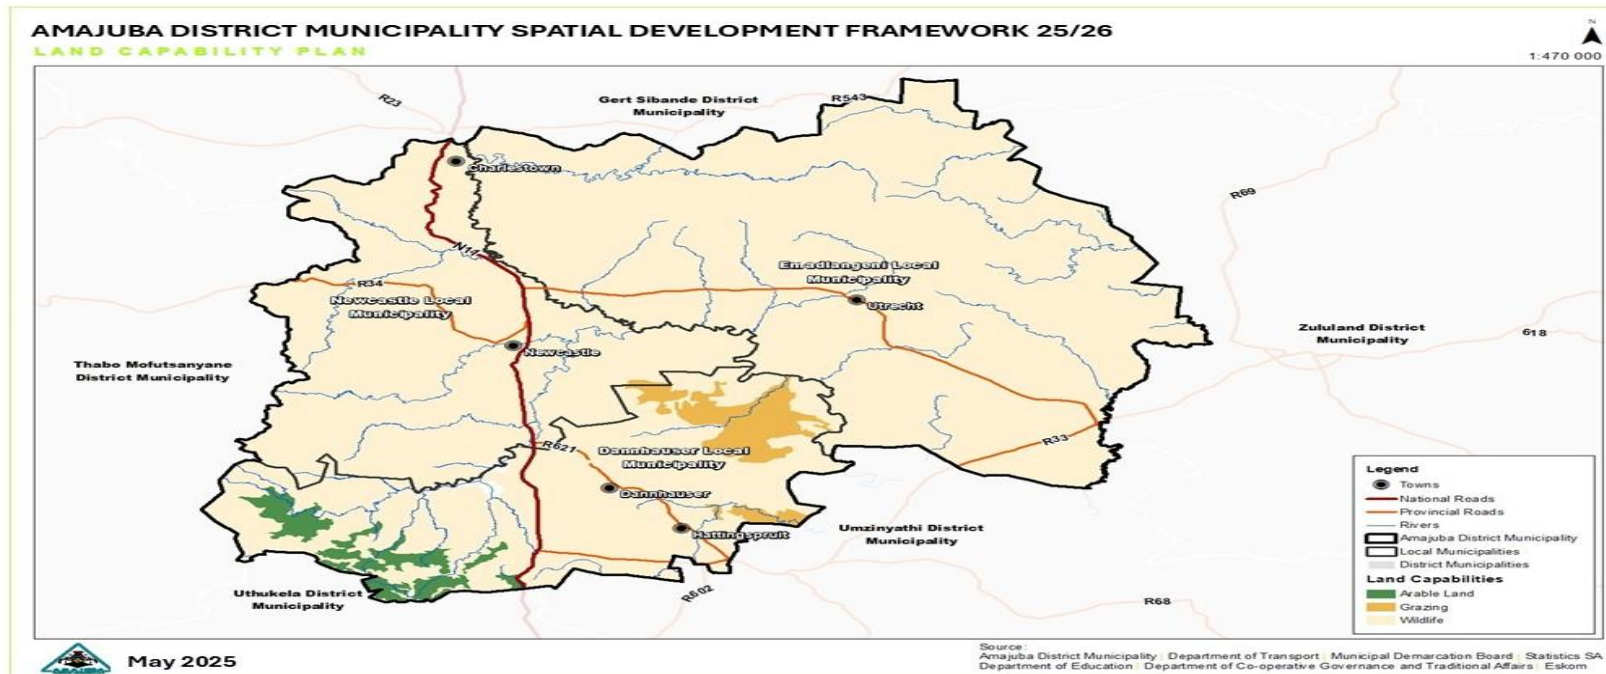 AMAJUBA DISTRICT MUNICIPALITY SPATIAL DEVELOPMENT FRAMEWORK 25/26
LAND CAPABILITY PLAN
N
1:470 000
R23
Gert Sibande District
Municipality
R543
Charlestown
R69
N11
Emadlangeni Local
Municipality
R34
Newcastle Local
Municipality
Utrecht
Zululand District
Municipality
618
Newcastle
Thabo Mofutsanyane
District Municipality
R621
R33
Dannhauser Local
Municipality
Dannhauser
Hattingspruit
Umzinyathi District
Municipality
Uthukela District
Municipality
R602
R68
Legend
Towns
National Roads
Provincial Roads
Rivers
Amajuba District Municipality
Local Municipalities
District Municipalities
Land Capabilities
Arable Land
Grazing
Wildlife
AMAJUBA
May 2025
Source:
Amajuba District Municipality | Department of Transport | Municipal Demarcation Board | Statistics SA
Department of Education | Department of Co-operative Governance and Traditional Affairs | Eskom